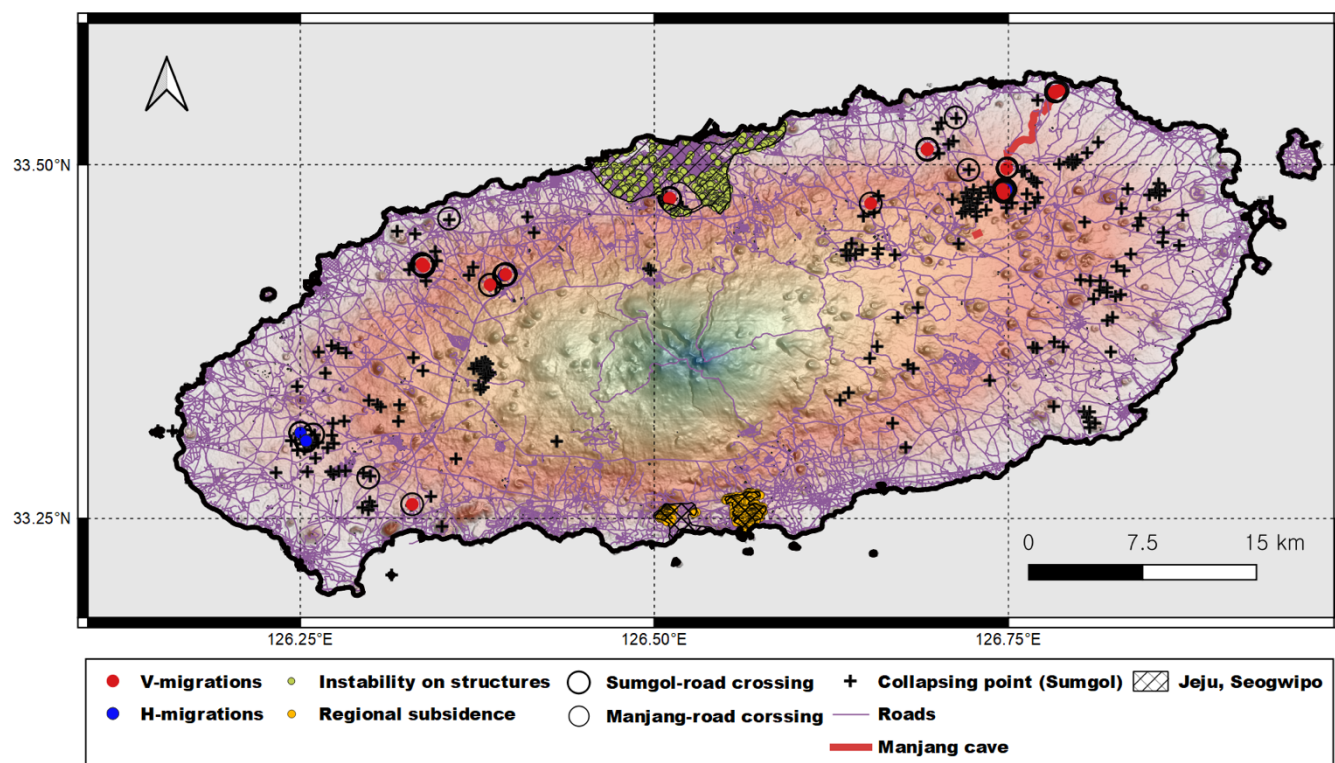 33.50°N
33.25°N
0 7.5 15 km
126.25°E 126.50°E 126.75°E
V-migrations Instability on structures Sumgol-road crossing Collapsing point (Sumgol) Jeju, Seogwipo
H-migrations Regional subsidence Manjang-road corssing Roads
Manjang cave